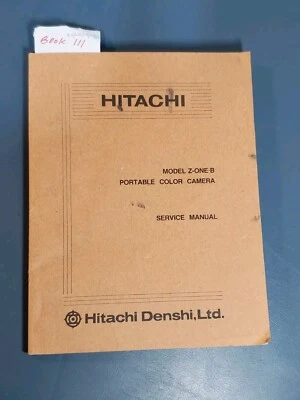 Book 111
HITACHI
MODEL Z-ONE·B
PORTABLE COLOR CAMERA
SERVICE MANUAL
Hitachi Denshi,Ltd.